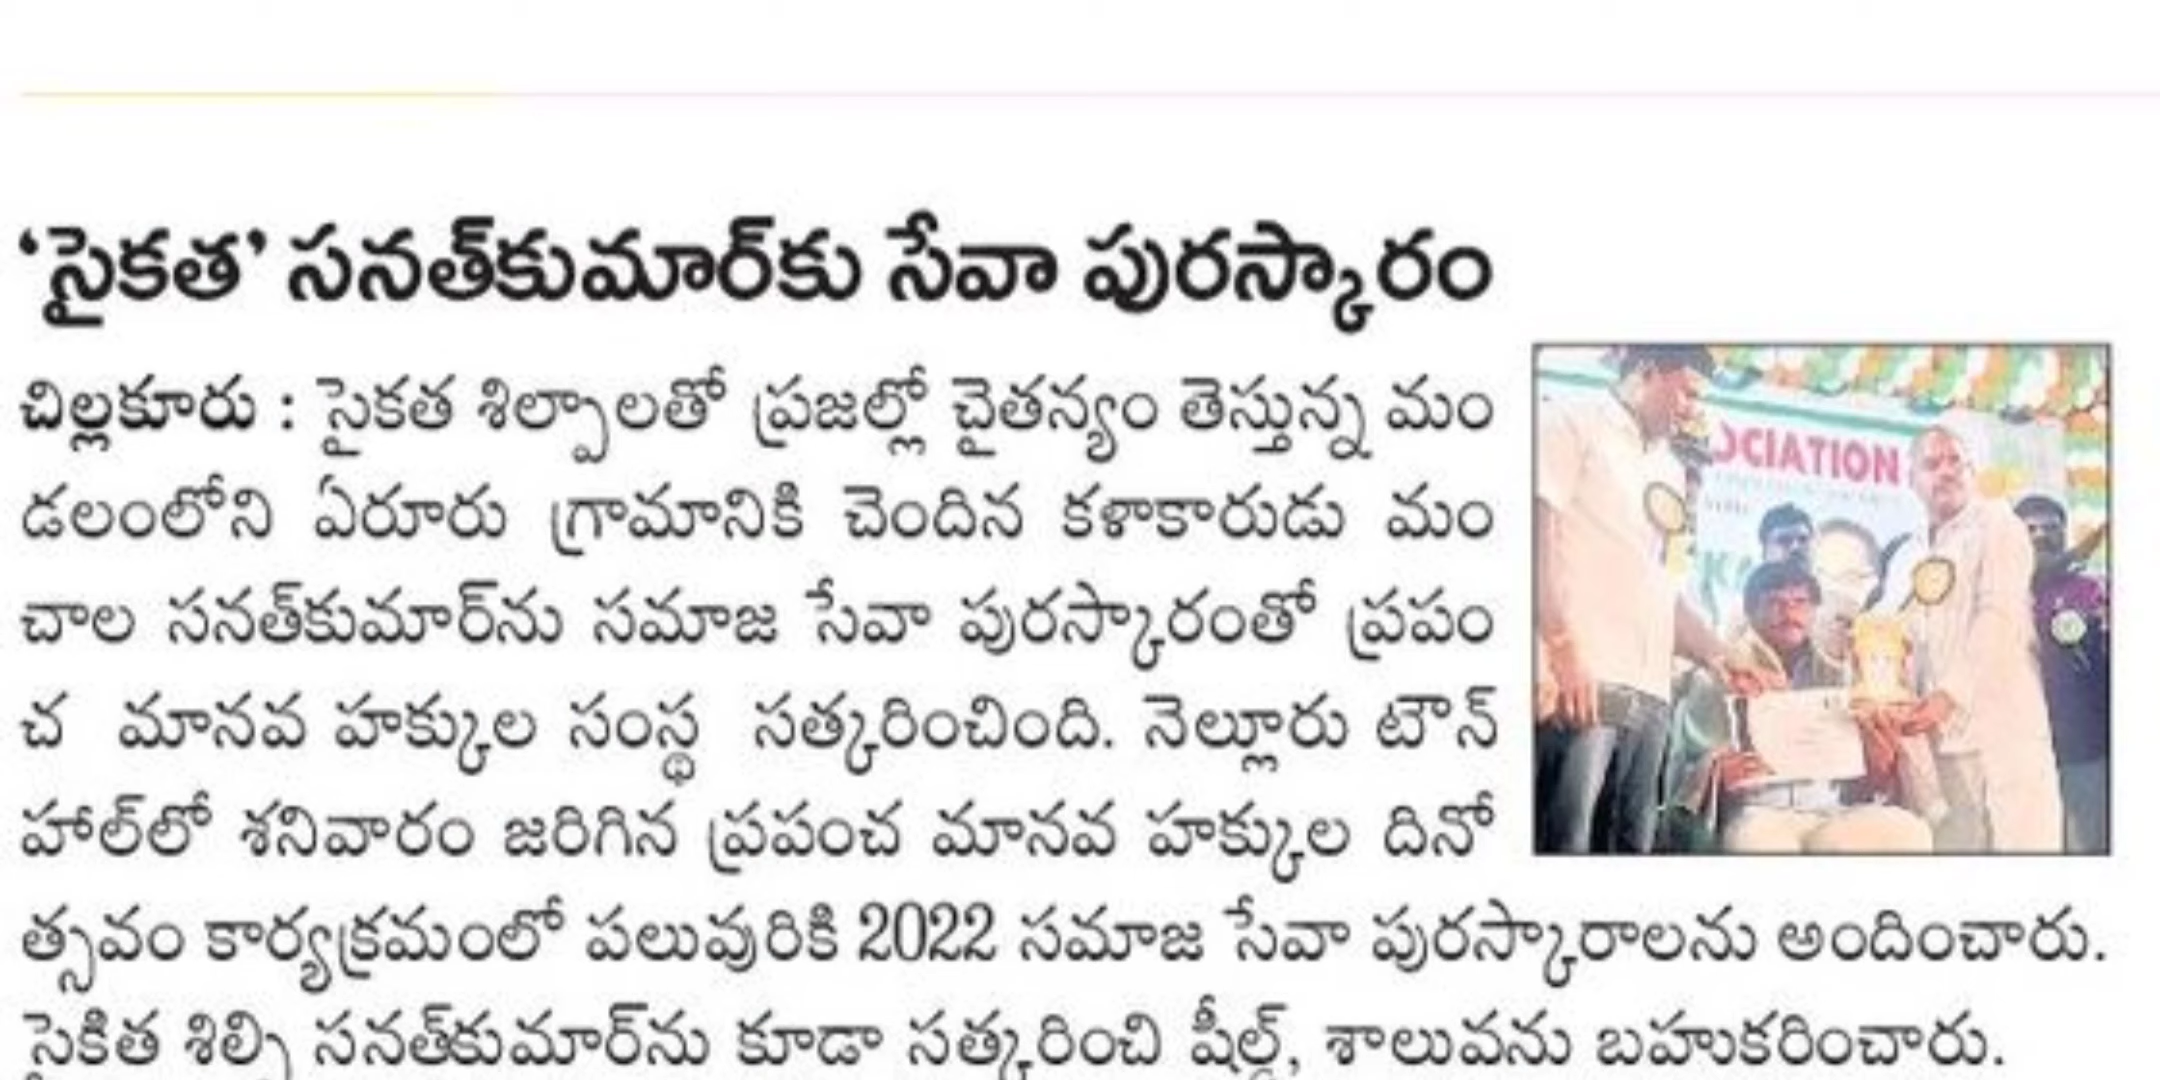 ‘సైకత’ సనత్‌కుమార్‌కు సేవా పురస్కారం
చిల్లకూరు : సైకత శిల్పాలతో ప్రజల్లో చైతన్యం తెస్తున్న మం
డలంలోని ఏరూరు గ్రామానికి చెందిన కళాకారుడు మం
చాల సనత్‌కుమార్‌ను సమాజ సేవా పురస్కారంతో ప్రపం
చ మానవ హక్కుల సంస్థ సత్కరించింది. నెల్లూరు టౌన్
హాల్‌లో శనివారం జరిగిన ప్రపంచ మానవ హక్కుల దినో
త్సవం కార్యక్రమంలో పలువురికి 2022 సమాజ సేవా పురస్కారాలను అందించారు.
సైకిత శిల్పి సనత్‌కుమార్‌ను కూడా సత్కరించి షీల్డ్, శాలువను బహుకరించారు.
OCIATION